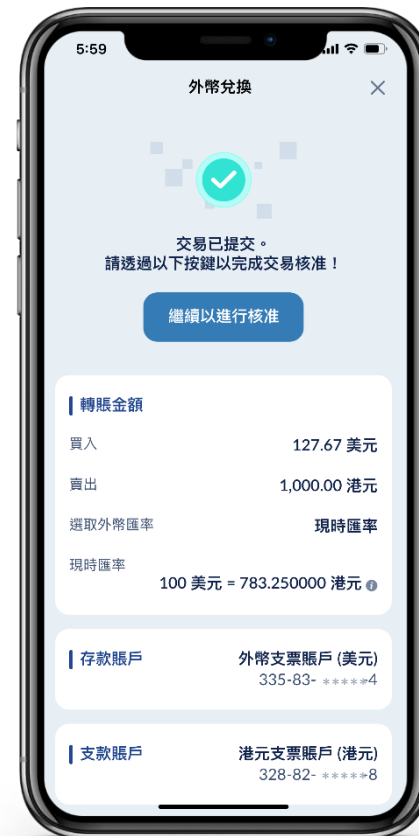 5:59
外幣兌換
交易已提交。
請透過以下按鍵以完成交易核准！
繼續以進行核准
轉賬金額
買入 127.67 美元
賣出 1,000.00 港元
選取外幣匯率 現時匯率
現時匯率
100 美元 = 783.250000 港元
存款賬戶 外幣支票賬戶 (美元)
335-83- *****4
支款賬戶 港元支票賬戶 (港元)
328-82- *****8